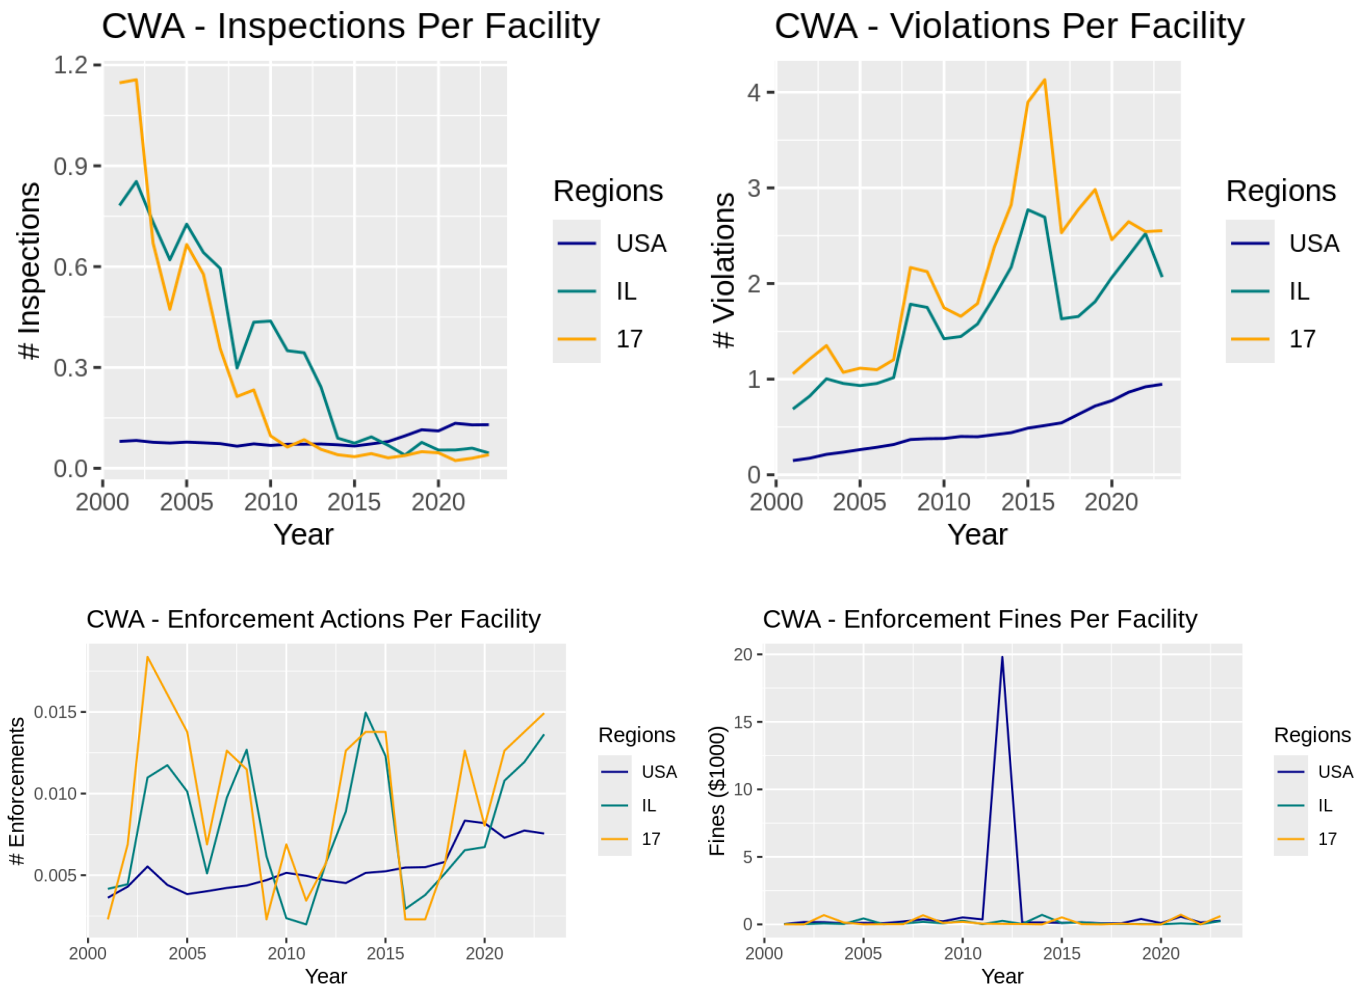 CWA - Inspections Per Facility
# Inspections
1.2
0.9
0.6
0.3
0.0
2000 2005 2010 2015 2020
Year
Regions
USA
IL
17
CWA - Violations Per Facility
# Violations
4
3
2
1
0
2000 2005 2010 2015 2020
Year
Regions
USA
IL
17
CWA - Enforcement Actions Per Facility
# Enforcements
0.015
0.010
0.005
2000 2005 2010 2015 2020
Year
Regions
USA
IL
17
CWA - Enforcement Fines Per Facility
Fines ($1000)
20
15
10
5
0
2000 2005 2010 2015 2020
Year
Regions
USA
IL
17